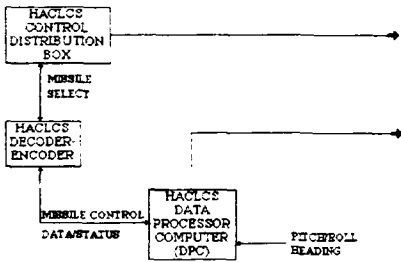 HACLCS
CONTROL
DISTRIBUTION
BOX
MISSILE
SELECT
HACLCS
DECODER-
ENCODER
MISSILE CONTROL
DATA/STATUS
HACLCS
DATA
PROCESSOR
COMPUTER
(DPC)
PITCH/ROLL
HEADING